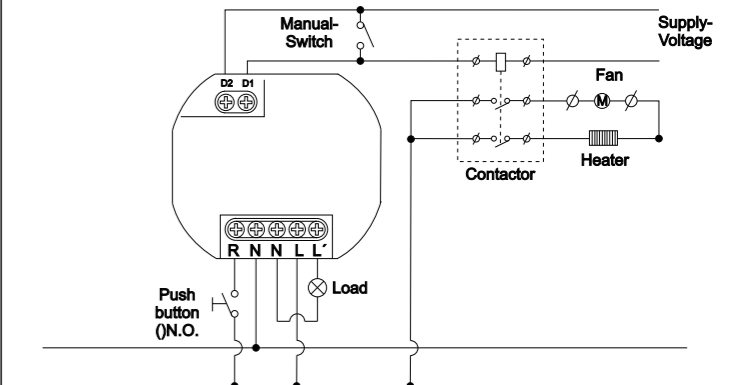 Manual-
Switch
Supply-
Voltage
D2 D1
Fan
M
Heater
Contactor
R N N L L´
Push
button
()N.O.
Load